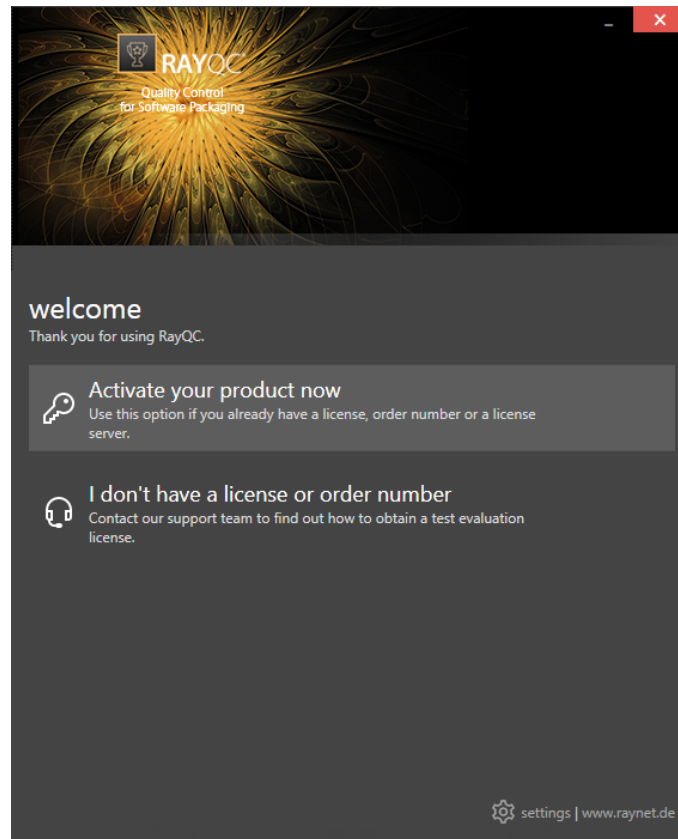 RAYQC
Quality Control
for Software Packaging
welcome
Thank you for using RayQC.
Activate your product now
Use this option if you already have a license, order number or a license
server.
I don't have a license or order number
Contact our support team to find out how to obtain a test evaluation
license.
settings | www.raynet.de